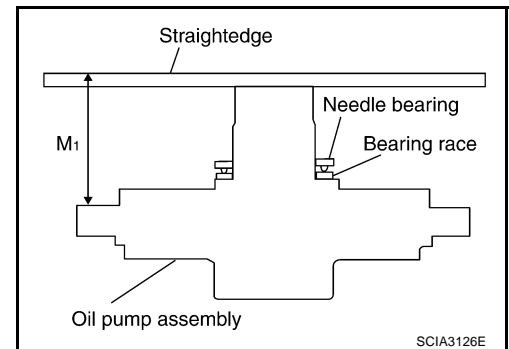 Straightedge
Needle bearing
Bearing race
M1
Oil pump assembly
SCIA3126E